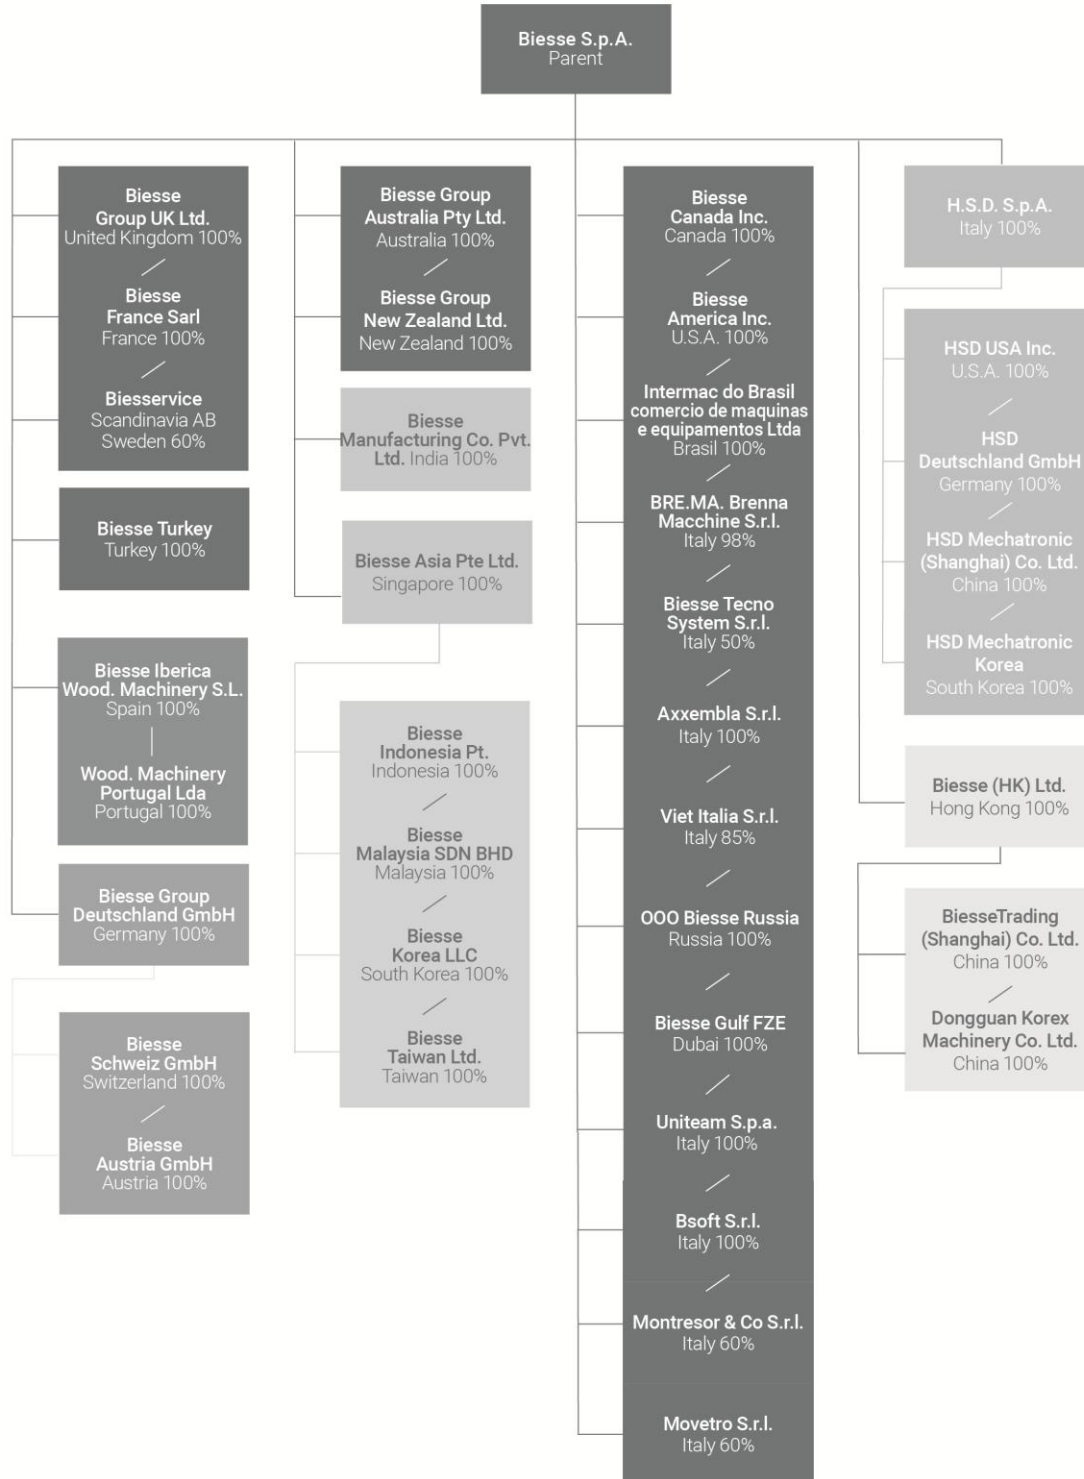 Biesse S.p.A.
Parent
Biesse
Group UK Ltd.
United Kingdom 100%
Biesse
France Sarl
France 100%
Biesservice
Scandinavia AB
Sweden 60%
Biesse Turkey
Turkey 100%
Biesse Iberica
Wood. Machinery S.L.
Spain 100%
Wood. Machinery
Portugal Lda
Portugal 100%
Biesse Group
Deutschland GmbH
Germany 100%
Biesse
Schweiz GmbH
Switzerland 100%
Biesse
Austria GmbH
Austria 100%
Biesse Group
Australia Pty Ltd.
Australia 100%
Biesse Group
New Zealand Ltd.
New Zealand 100%
Biesse
Manufacturing Co. Pvt.
Ltd. India 100%
Biesse Asia Pte Ltd.
Singapore 100%
Biesse
Indonesia Pt.
Indonesia 100%
Biesse
Malaysia SDN BHD
Malaysia 100%
Biesse
Korea LLC
South Korea 100%
Biesse
Taiwan Ltd.
Taiwan 100%
Biesse
Canada Inc.
Canada 100%
Biesse
America Inc.
U.S.A. 100%
Intermac do Brasil
comercio de maquinas
e equipamentos Ltda
Brasil 100%
BRE.MA. Brenna
Macchine S.r.l.
Italy 98%
Biesse Tecno
System S.r.l.
Italy 50%
Axxembla S.r.l.
Italy 100%
Viet Italia S.r.l.
Italy 85%
OOO Biesse Russia
Russia 100%
Biesse Gulf FZE
Dubai 100%
Uniteam S.p.a.
Italy 100%
Bsoft S.r.l.
Italy 100%
Montresor & Co S.r.l.
Italy 60%
Movetro S.r.l.
Italy 60%
H.S.D. S.p.A.
Italy 100%
HSD USA Inc.
U.S.A. 100%
HSD
Deutschland GmbH
Germany 100%
HSD Mechatronic
(Shanghai) Co. Ltd.
China 100%
HSD Mechatronic
Korea
South Korea 100%
Biesse (HK) Ltd.
Hong Kong 100%
BiesseTrading
(Shanghai) Co. Ltd.
China 100%
Dongguan Korex
Machinery Co. Ltd.
China 100%